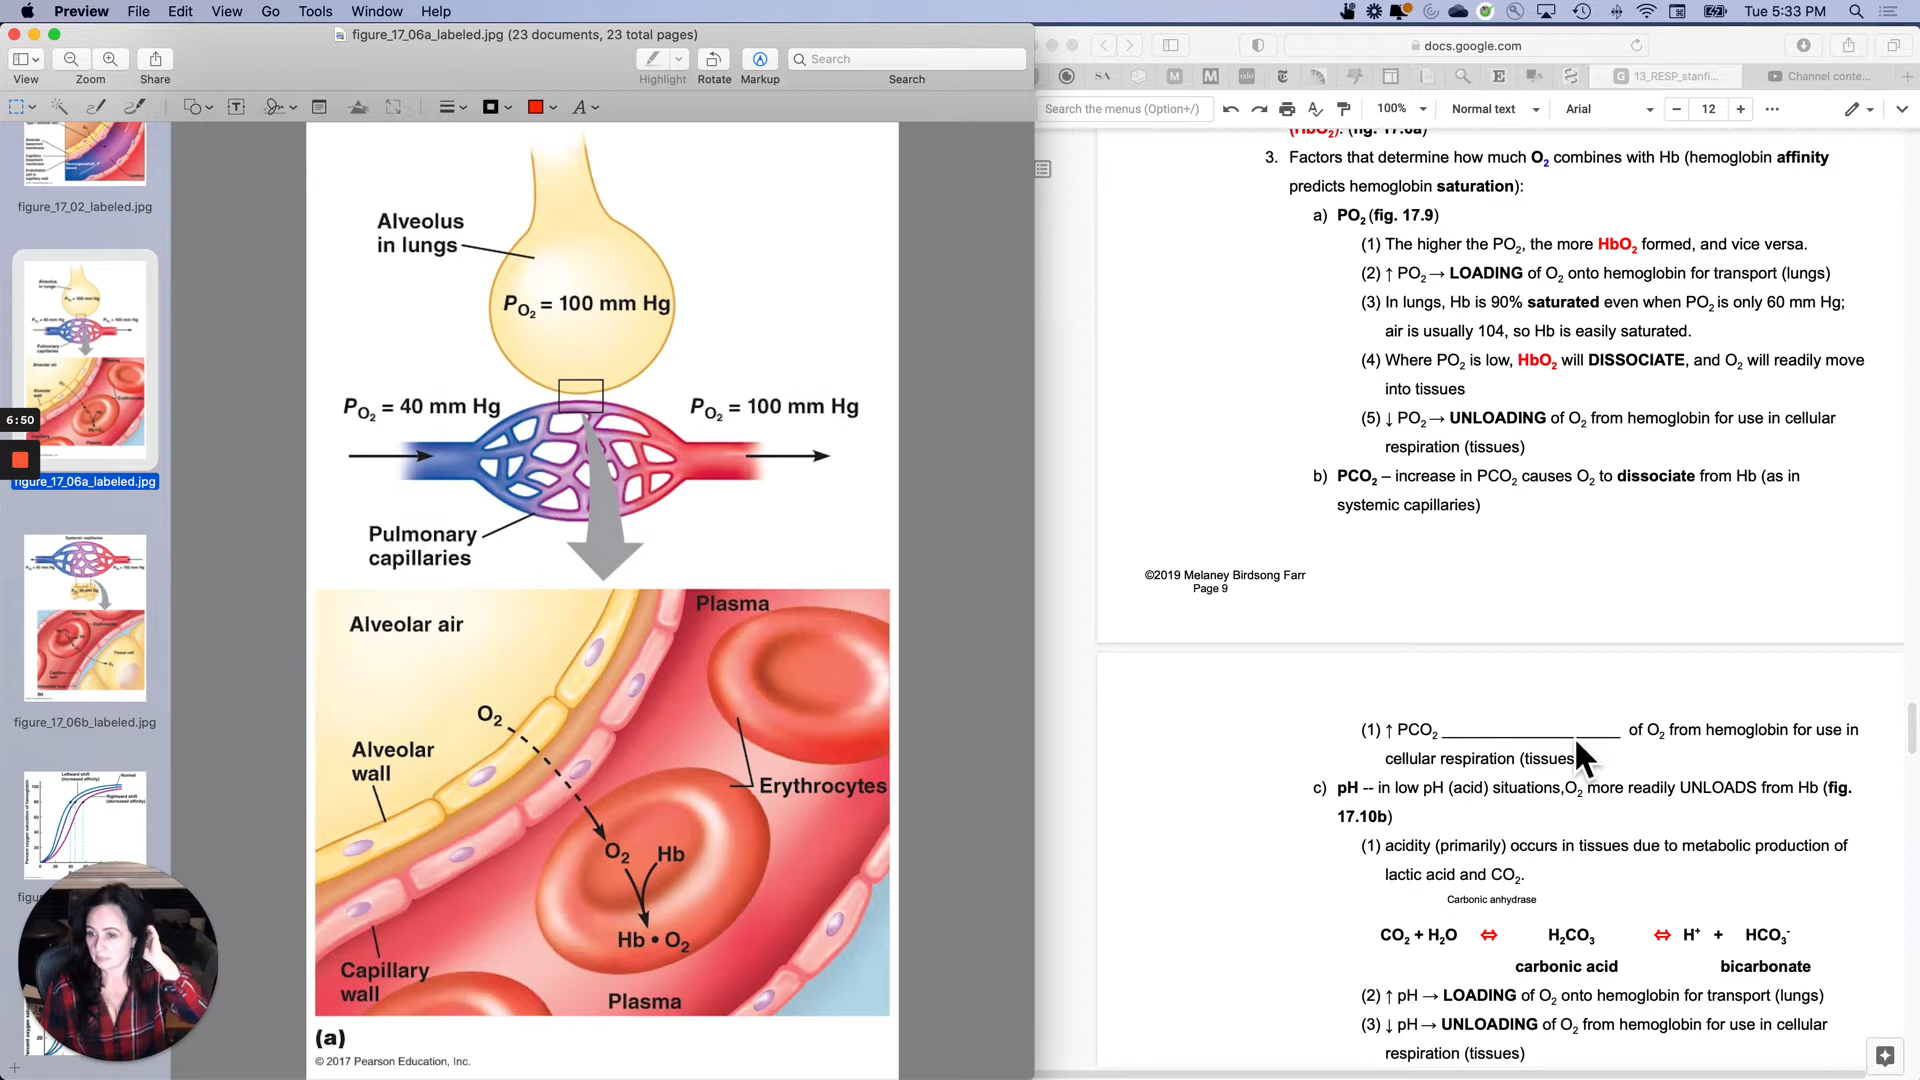 Preview File Edit View Go Tools Window Help
Tue 5:33 PM
figure_17_06a_labeled.jpg (23 documents, 23 total pages)
View
Zoom
Share
Highlight
Rotate
Markup
Search
Search
figure_17_02_labeled.jpg
6:50
figure_17_06a_labeled.jpg
figure_17_06b_labeled.jpg
Alveolus
in lungs
PO₂ = 100 mm Hg
PO₂ = 40 mm Hg
PO₂ = 100 mm Hg
Pulmonary
capillaries
Alveolar air
Plasma
O₂
Alveolar
wall
Erythrocytes
O₂
Hb
Hb • O₂
Capillary
wall
Plasma
(a)
© 2017 Pearson Education, Inc.
docs.google.com
13_RESP_stanfi...
Channel conte...
Search the menus (Option+/)
100%
Normal text
Arial
12
(HbO₂). (fig. 17.6a)
3. Factors that determine how much O₂ combines with Hb (hemoglobin affinity
predicts hemoglobin saturation):
a) PO₂ (fig. 17.9)
(1) The higher the PO₂, the more HbO₂ formed, and vice versa.
(2) ↑ PO₂→ LOADING of O₂ onto hemoglobin for transport (lungs)
(3) In lungs, Hb is 90% saturated even when PO₂ is only 60 mm Hg;
air is usually 104, so Hb is easily saturated.
(4) Where PO₂ is low, HbO₂ will DISSOCIATE, and O₂ will readily move
into tissues
(5) ↓ PO₂→ UNLOADING of O₂ from hemoglobin for use in cellular
respiration (tissues)
b) PCO₂ – increase in PCO₂ causes O₂ to dissociate from Hb (as in
systemic capillaries)
©2019 Melaney Birdsong Farr
Page 9
(1) ↑ PCO₂ ______________________ of O₂ from hemoglobin for use in
cellular respiration (tissues
c) pH -- in low pH (acid) situations,O₂ more readily UNLOADS from Hb (fig.
17.10b)
(1) acidity (primarily) occurs in tissues due to metabolic production of
lactic acid and CO₂.
Carbonic anhydrase
CO₂ + H₂O ⇔ H₂CO₃ ⇔ H⁺ + HCO₃⁻
carbonic acid bicarbonate
(2) ↑ pH → LOADING of O₂ onto hemoglobin for transport (lungs)
(3) ↓ pH→ UNLOADING of O₂ from hemoglobin for use in cellular
respiration (tissues)